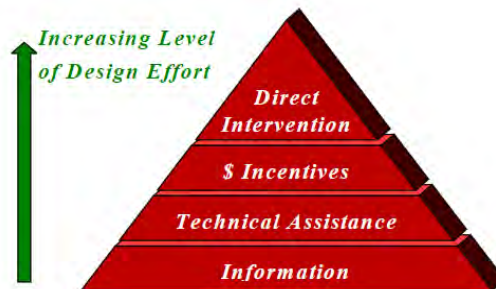 Increasing Level
of Design Effort
Direct
Intervention
$ Incentives
Technical Assistance
Information